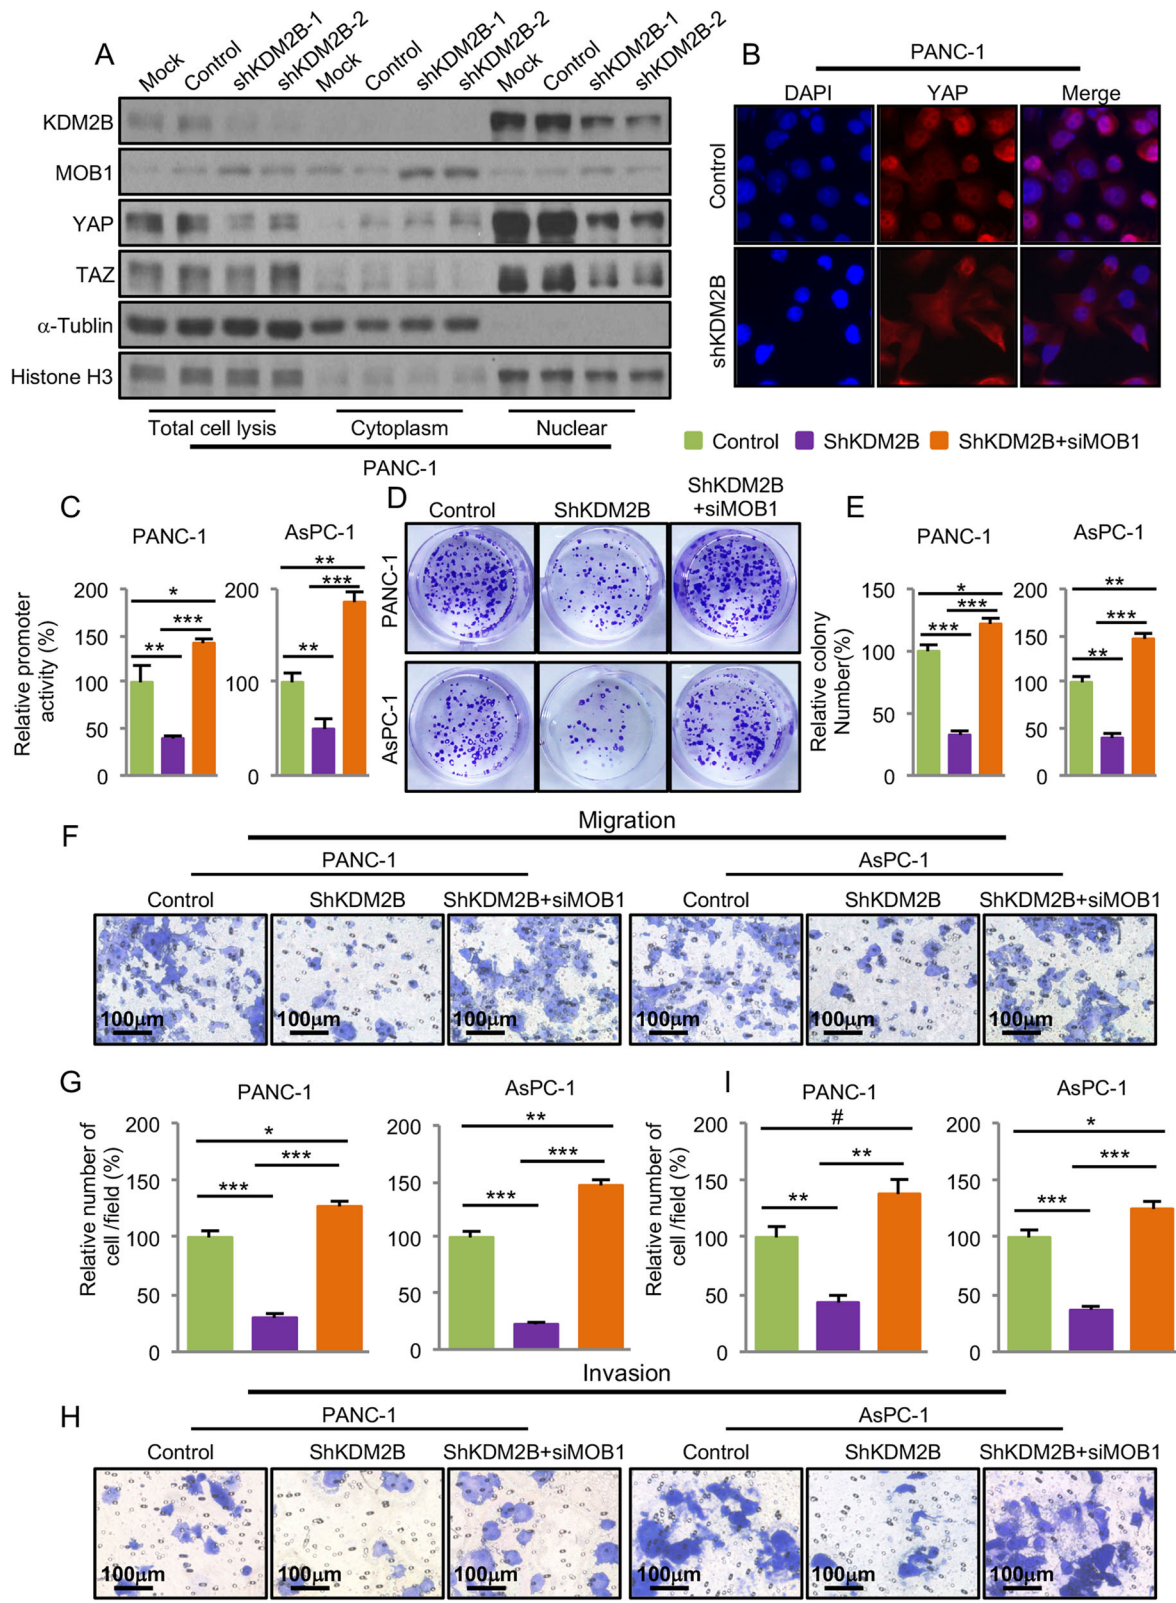 A
Mock
Control
shKDM2B-1
shKDM2B-2
Mock
Control
shKDM2B-1
shKDM2B-2
Mock
Control
shKDM2B-1
shKDM2B-2
KDM2B
MOB1
YAP
TAZ
α-Tublin
Histone H3
Total cell lysis Cytoplasm Nuclear
PANC-1
B
PANC-1
DAPI YAP Merge
Control
shKDM2B
Control ShKDM2B ShKDM2B+siMOB1
C
PANC-1 AsPC-1
Relative promoter
activity (%)
200
150
100
50
0
*
***
**
200
100
0
**
***
**
D
Control ShKDM2B ShKDM2B
+siMOB1
PANC-1
AsPC-1
E
PANC-1 AsPC-1
Relative colony
Number(%)
150
100
50
0
*
***
***
200
150
100
50
0
**
***
**
Migration
F
PANC-1 AsPC-1
Control ShKDM2B ShKDM2B+siMOB1 Control ShKDM2B ShKDM2B+siMOB1
100μm 100μm 100μm 100μm 100μm 100μm
G
PANC-1 AsPC-1
Relative number of
cell /field (%)
200
150
100
50
0
*
***
***
200
150
100
50
0
**
***
***
I
PANC-1 AsPC-1
Relative number of
cell /field (%)
200
150
100
50
0
#
**
**
200
150
100
50
0
*
***
***
Invasion
H
PANC-1 AsPC-1
Control ShKDM2B ShKDM2B+siMOB1 Control ShKDM2B ShKDM2B+siMOB1
100μm 100μm 100μm 100μm 100μm 100μm